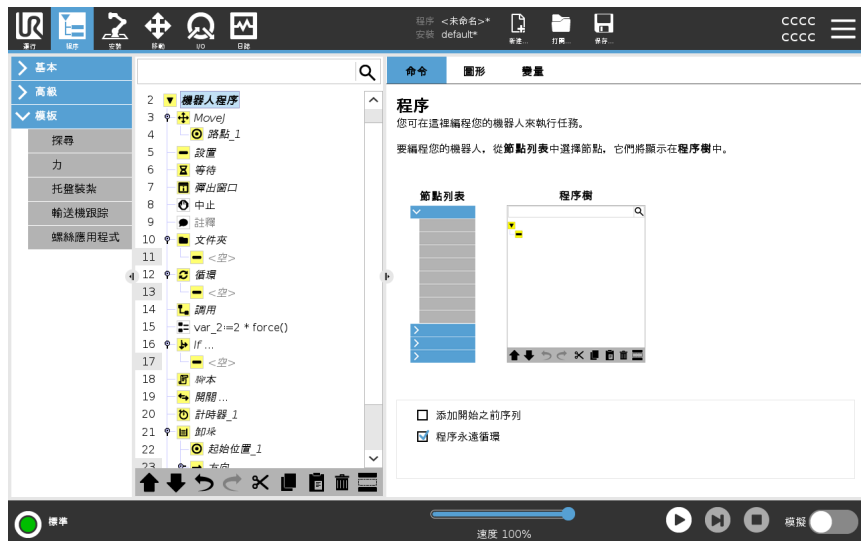 UR
運行
程序
安裝
移動
I/O
日誌
程序 <未命名>*
安裝 default*
新建...
打開...
保存...
CCCC
CCCC
基本
高級
模板
探尋
力
托盤裝紮
輸送機跟踪
螺絲應用程式
2 機器人程序
3 MoveJ
4 路點_1
5 設置
6 等待
7 彈出窗口
8 中止
9 註釋
10 文件夾
11 <空>
12 循環
13 <空>
14 調用
15 var_2:=2 * force()
16 If ...
17 <空>
18 腳本
19 開關 ...
20 計時器_1
21 卸垛
22 起始位置_1
23 方向
命令
圖形
變量
程序
您可在這裡編程您的機器人來執行任務。
要編程您的機器人，從節點列表中選擇節點，它們將顯示在程序樹中。
節點列表
程序樹
添加開始之前序列
程序永遠循環
標準
速度 100%
模擬